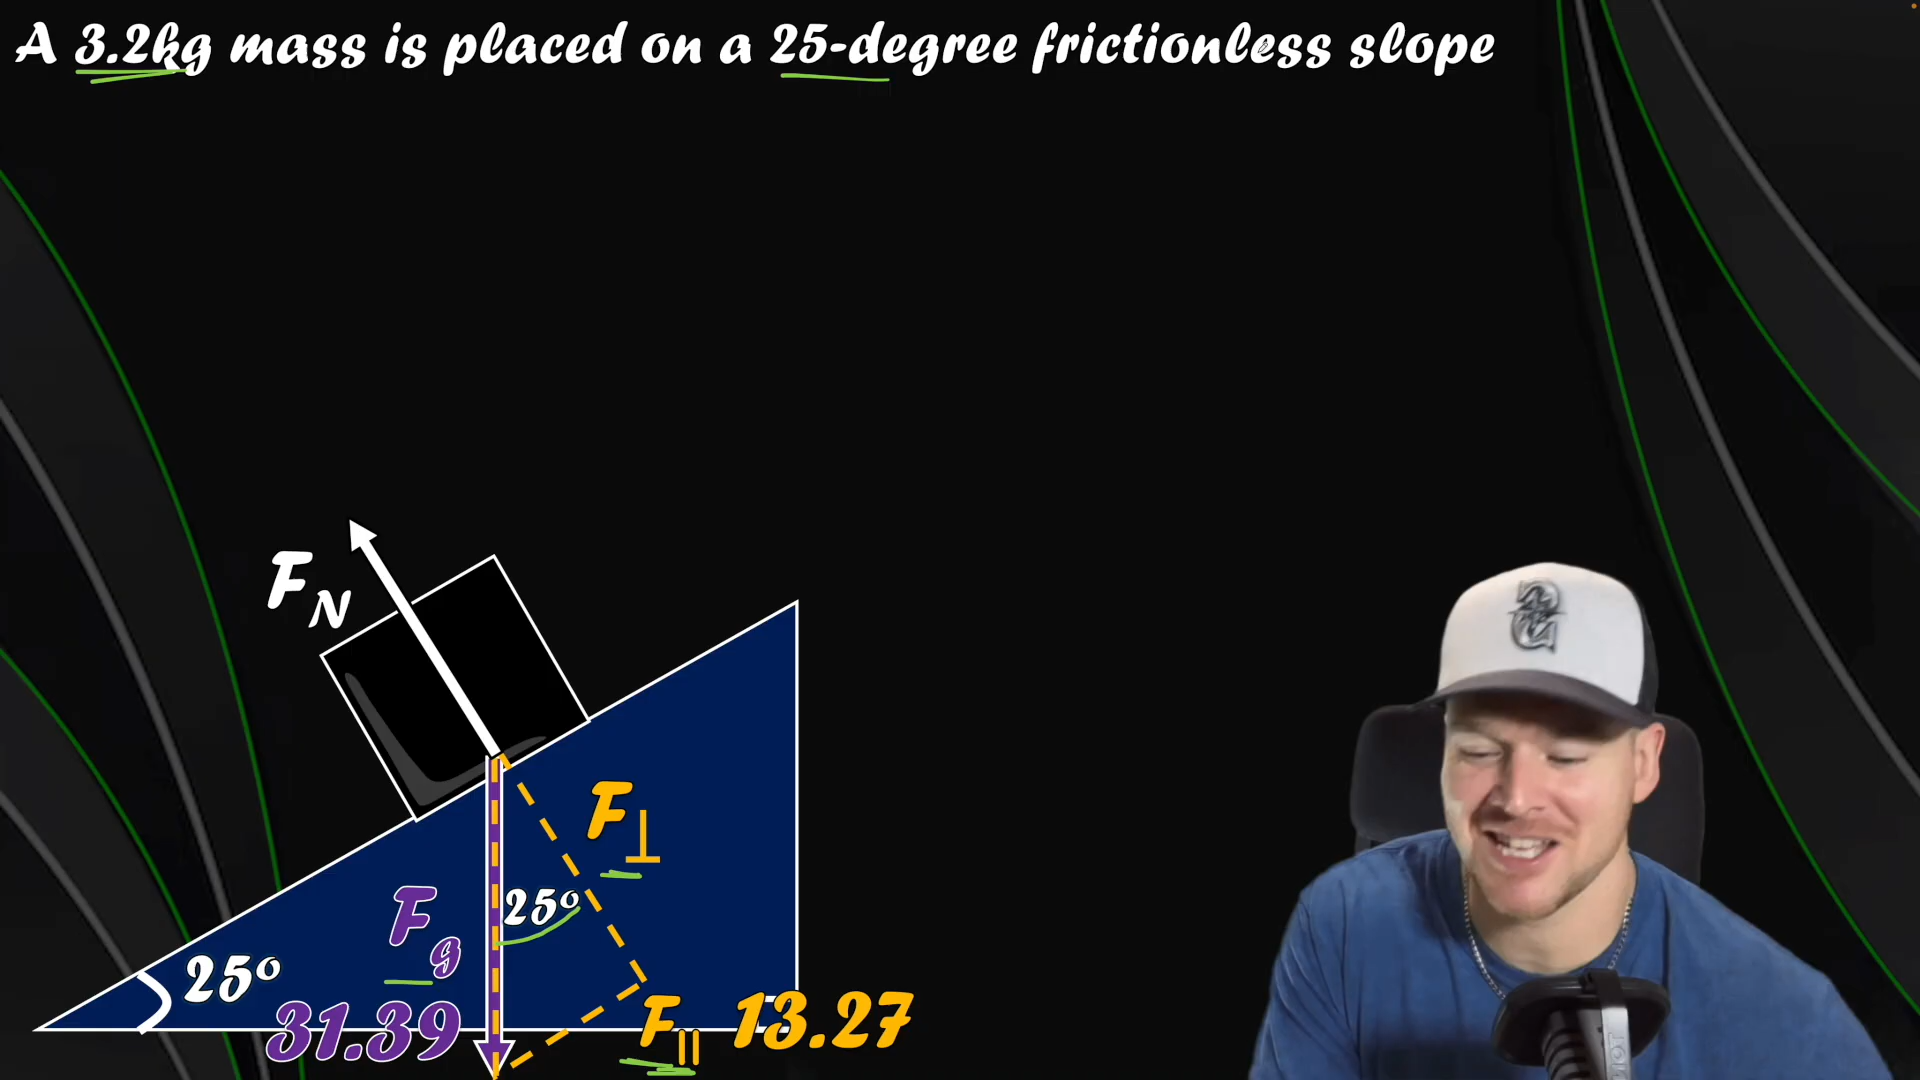 A 3.2kg mass is placed on a 25-degree frictionless slope
F_N
F⊥
25°
F_g
25°
31.39
F_∥ 13.27